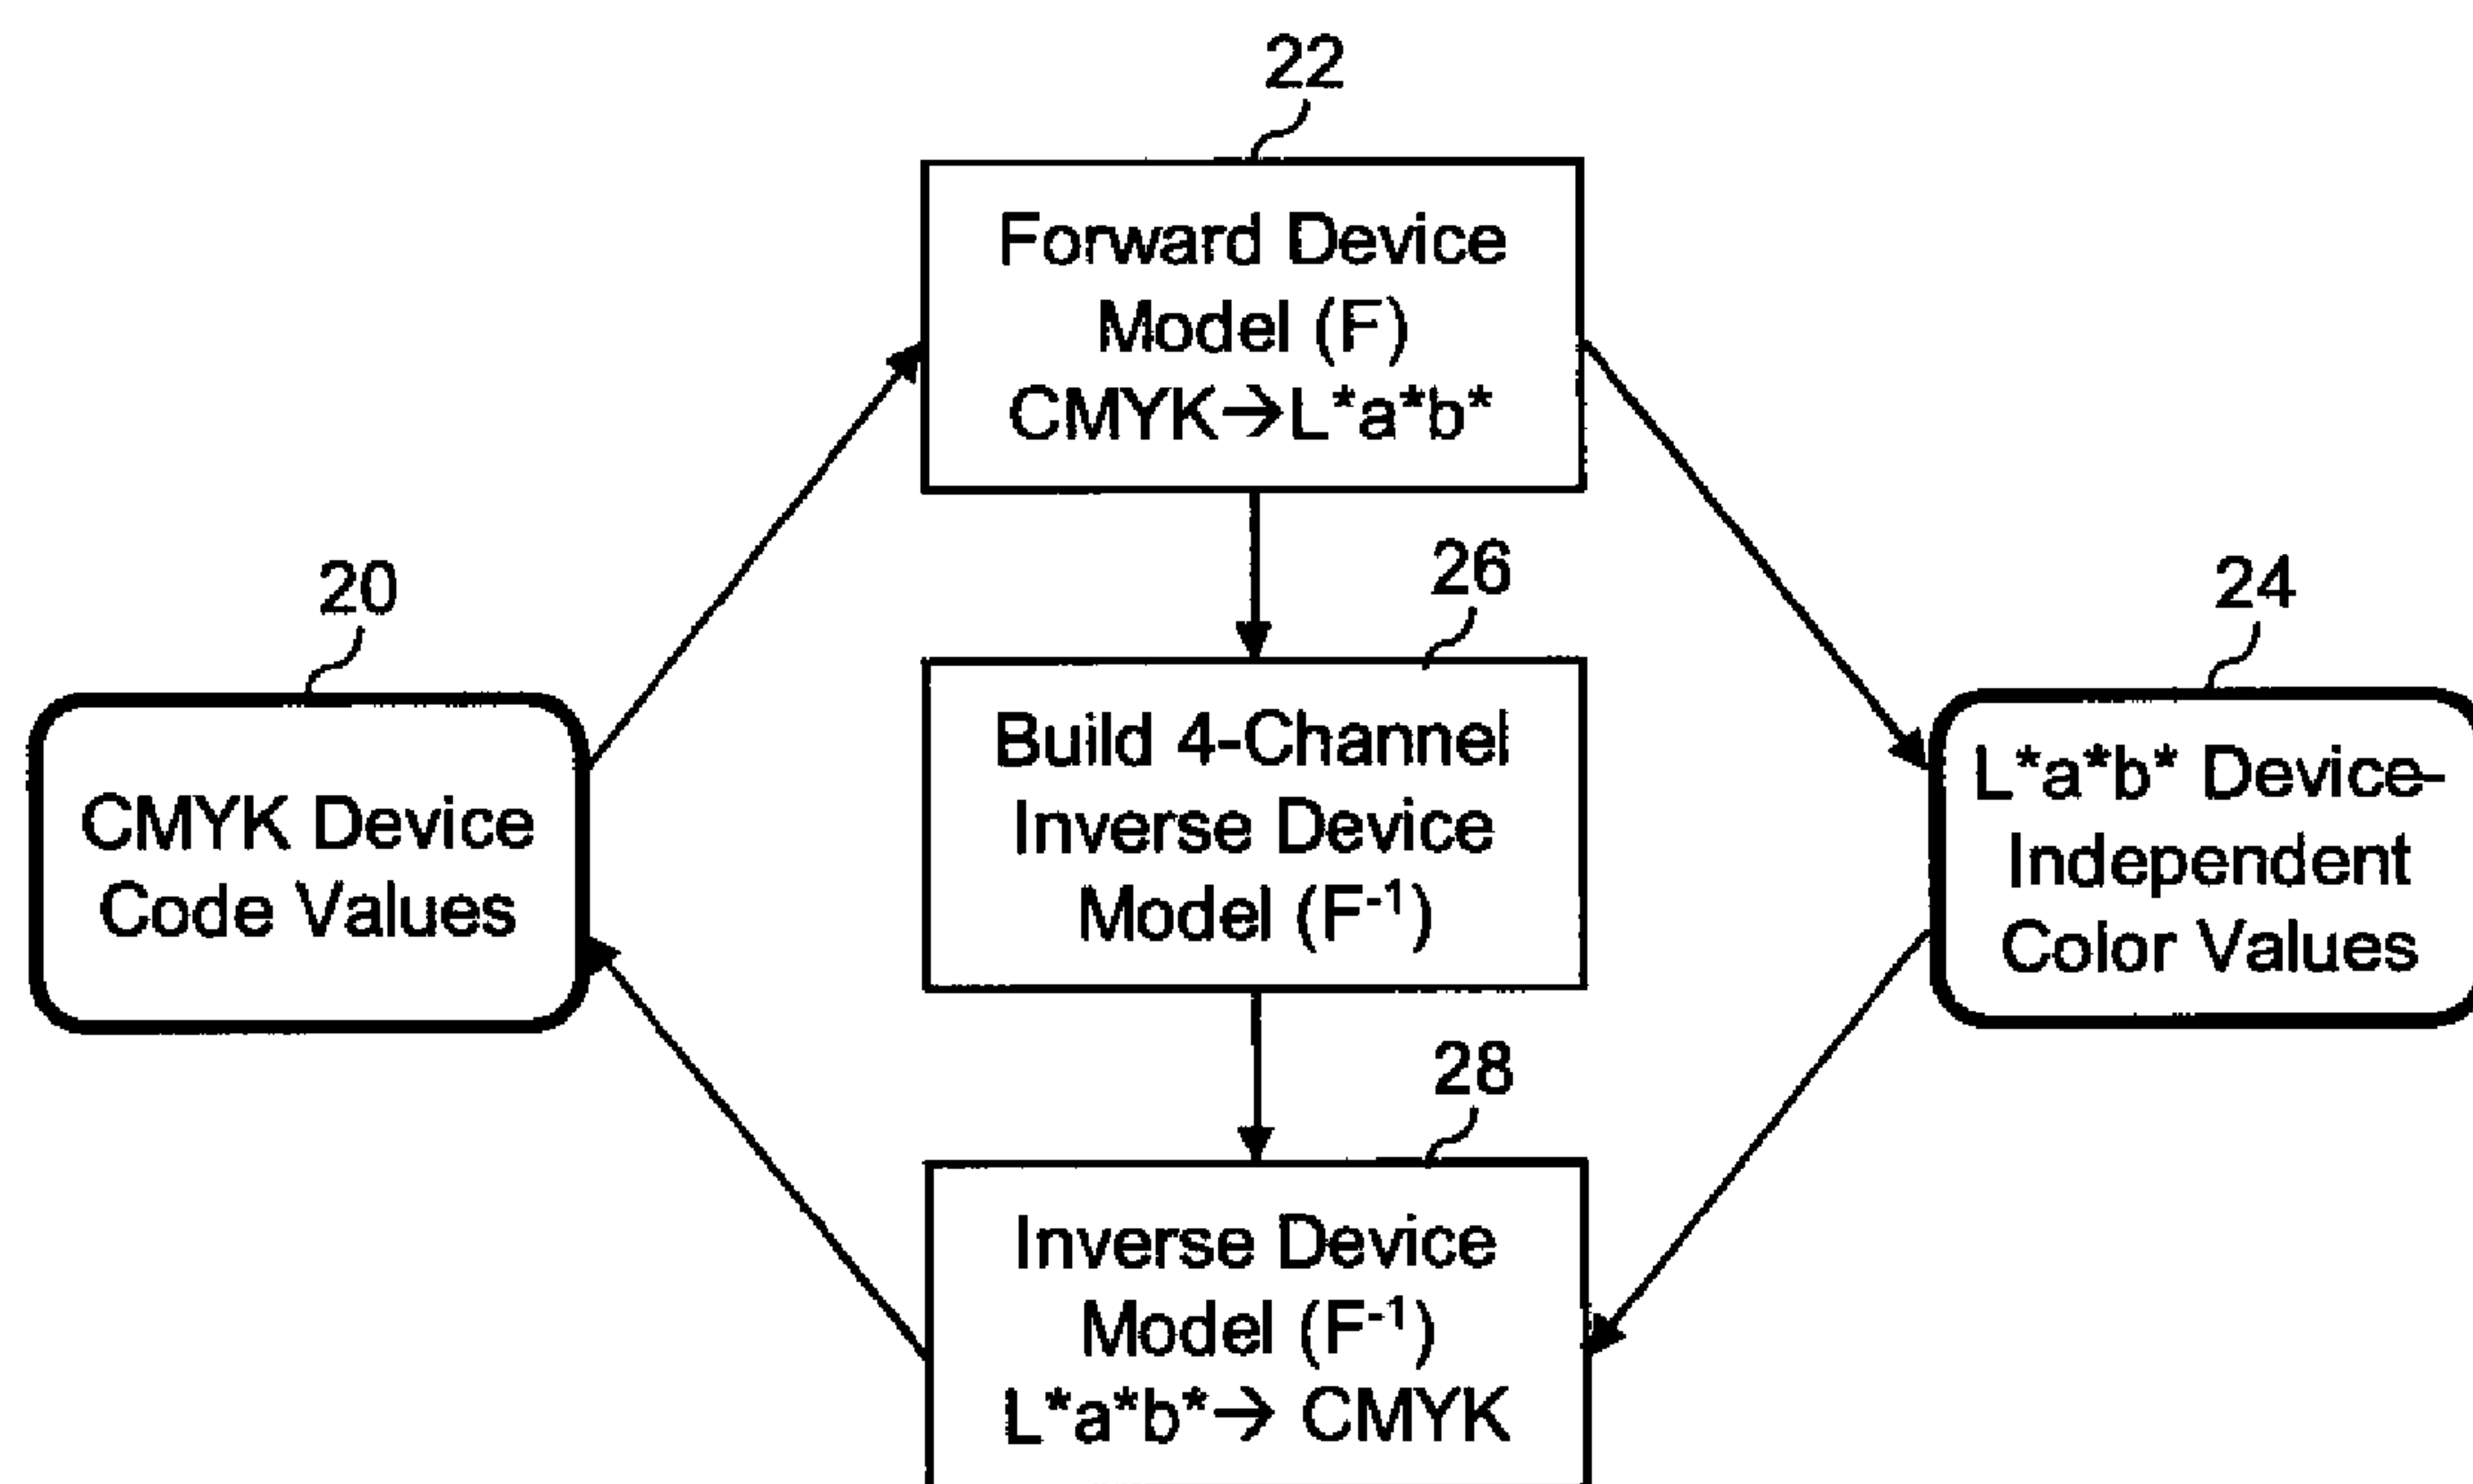 22
Forward Device
Model (F)
CMYK→L*a*b*
26
Build 4-Channel
Inverse Device
Model (F⁻¹)
20
CMYK Device
Code Values
24
L*a*b* Device-
Independent
Color Values
28
Inverse Device
Model (F⁻¹)
L*a*b*→ CMYK